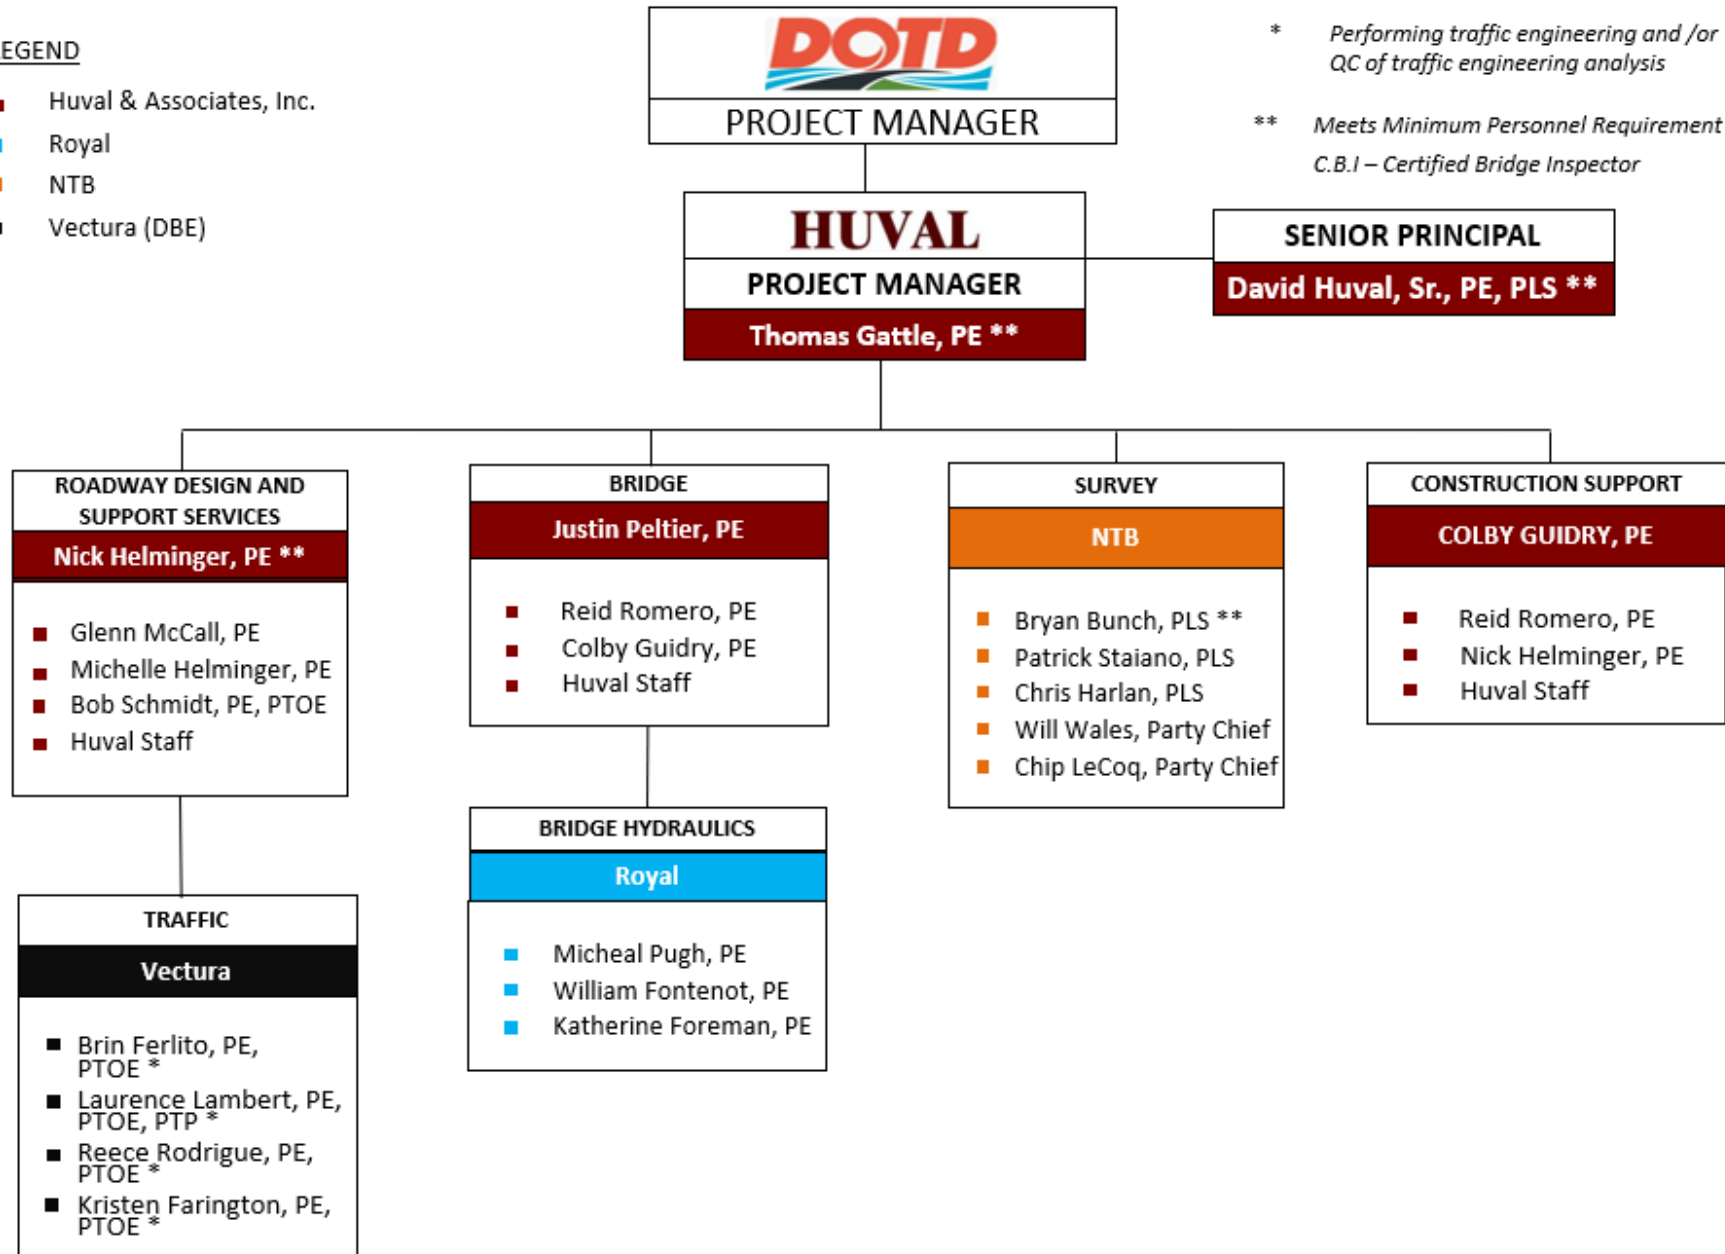 LEGEND
Huval & Associates, Inc.
Royal
NTB
Vectura (DBE)
DOTD
PROJECT MANAGER
* Performing traffic engineering and /or
QC of traffic engineering analysis
** Meets Minimum Personnel Requirement
C.B.I – Certified Bridge Inspector
HUVAL
PROJECT MANAGER
Thomas Gattle, PE **
SENIOR PRINCIPAL
David Huval, Sr., PE, PLS **
ROADWAY DESIGN AND
SUPPORT SERVICES
Nick Helminger, PE **
Glenn McCall, PE
Michelle Helminger, PE
Bob Schmidt, PE, PTOE
Huval Staff
TRAFFIC
Vectura
Brin Ferlito, PE,
PTOE *
Laurence Lambert, PE,
PTOE, PTP *
Reece Rodrigue, PE,
PTOE *
Kristen Farington, PE,
PTOE *
BRIDGE
Justin Peltier, PE
Reid Romero, PE
Colby Guidry, PE
Huval Staff
BRIDGE HYDRAULICS
Royal
Micheal Pugh, PE
William Fontenot, PE
Katherine Foreman, PE
SURVEY
NTB
Bryan Bunch, PLS **
Patrick Staiano, PLS
Chris Harlan, PLS
Will Wales, Party Chief
Chip LeCoq, Party Chief
CONSTRUCTION SUPPORT
COLBY GUIDRY, PE
Reid Romero, PE
Nick Helminger, PE
Huval Staff